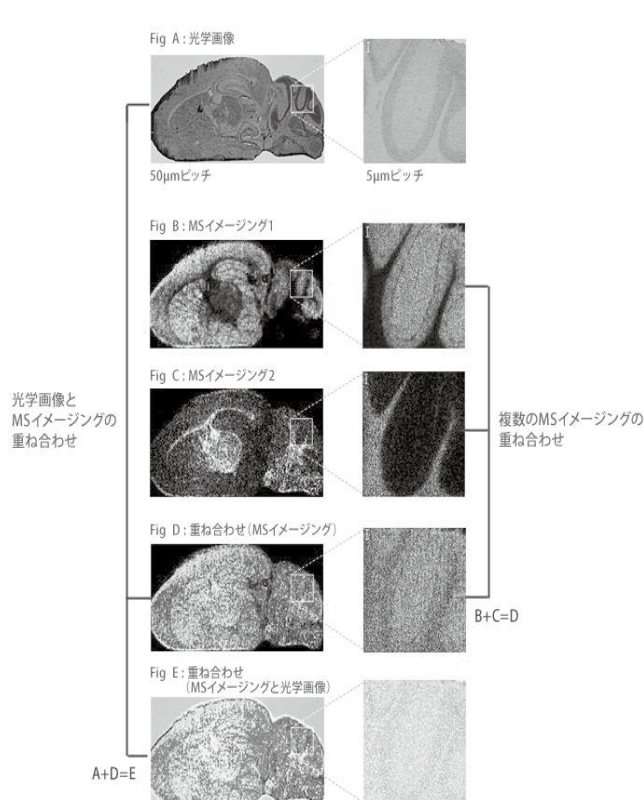 Fig A : 光学画像
50μmピッチ
5μmピッチ
Fig B : MSイメージング1
Fig C : MSイメージング2
光学画像と
MSイメージングの
重ね合わせ
複数のMSイメージングの
重ね合わせ
Fig D : 重ね合わせ(MSイメージング)
B+C=D
Fig E : 重ね合わせ
(MSイメージングと光学画像)
A+D=E